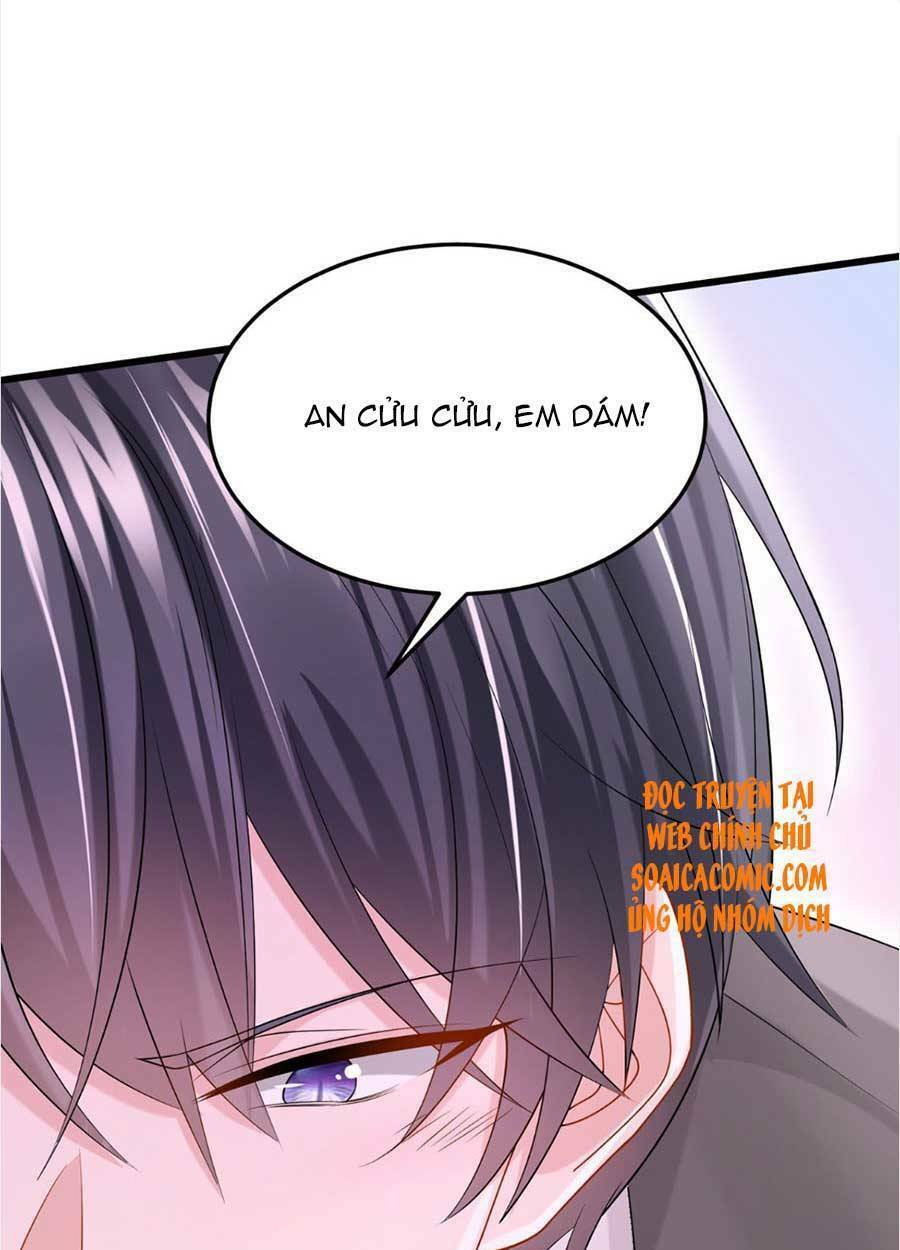 AN CỬU CỬU, EM DÁM!
ĐỌC TRUYỆN TẠI
WEB CHÍNH CHỦ
SOAICACOMIC.COM
ỦNG HỘ NHÓM DỊCH